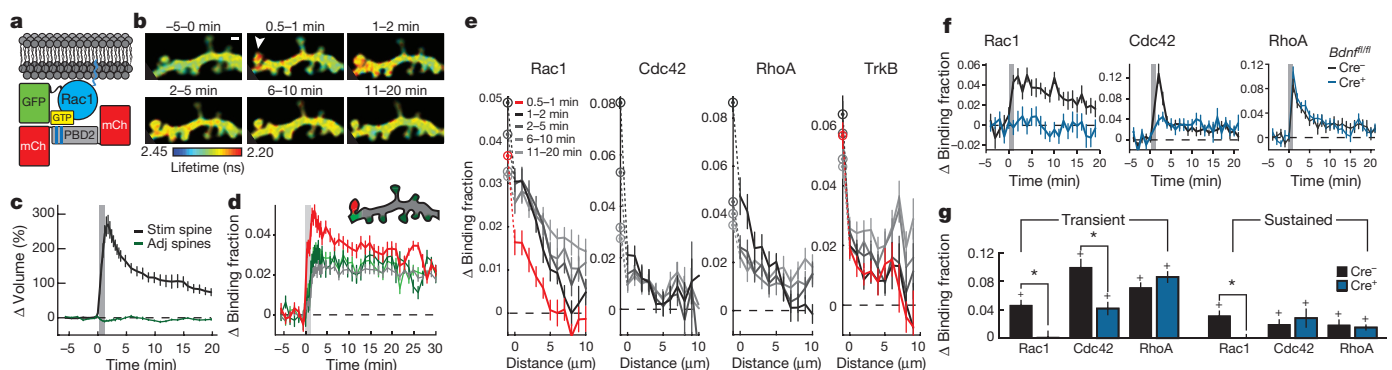 a
GFP
Rac1
GTP
PBD2
mCh
mCh
b
–5–0 min
0.5–1 min
1–2 min
2–5 min
6–10 min
11–20 min
2.45
2.20
Lifetime (ns)
c
Δ Volume (%)
300
200
100
0
Stim spine
Adj spines
–5 0 5 10 15 20
Time (min)
d
Δ Binding fraction
0.04
0.02
0
–5 0 5 10 15 20 25 30
Time (min)
e
Δ Binding fraction
Rac1
0.05
0.04
0.03
0.02
0.01
0
0.5–1 min
1–2 min
2–5 min
6–10 min
11–20 min
0 5 10
Distance (μm)
Cdc42
0.08
0.06
0.04
0.02
0
0 5 10
Distance (μm)
RhoA
0.08
0.06
0.04
0.02
0
0 5 10
Distance (μm)
TrkB
0.06
0.04
0.02
0
0 5 10
Distance (μm)
f
Δ Binding fraction
Rac1
0.06
0.04
0.02
0
–0.02
–5 0 5 10 15 20
Time (min)
Cdc42
0.12
0.08
0.04
0
–5 0 5 10 15 20
Time (min)
RhoA
0.12
0.08
0.04
0
–5 0 5 10 15 20
Time (min)
Bdnf^fl/fl
Cre⁻
Cre⁺
g
Δ Binding fraction
0.12
0.08
0.04
0
Transient
Sustained
+ * + * + + + + * + + + +
Cre⁻
Cre⁺
Rac1 Cdc42 RhoA Rac1 Cdc42 RhoA